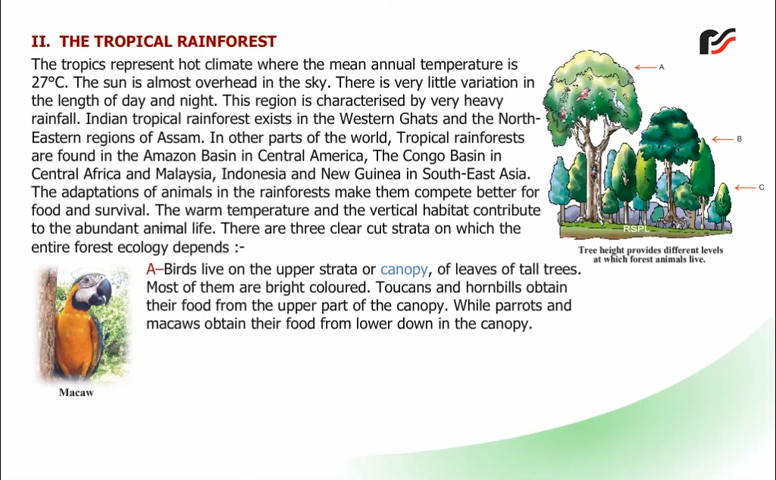 II. THE TROPICAL RAINFOREST
The tropics represent hot climate where the mean annual temperature is
27°C. The sun is almost overhead in the sky. There is very little variation in
the length of day and night. This region is characterised by very heavy
rainfall. Indian tropical rainforest exists in the Western Ghats and the North-
Eastern regions of Assam. In other parts of the world, Tropical rainforests
are found in the Amazon Basin in Central America, The Congo Basin in
Central Africa and Malaysia, Indonesia and New Guinea in South-East Asia.
The adaptations of animals in the rainforests make them compete better for
food and survival. The warm temperature and the vertical habitat contribute
to the abundant animal life. There are three clear cut strata on which the
entire forest ecology depends :-
A
B
C
RSPL
Tree height provides different levels
at which forest animals live.
A–Birds live on the upper strata or canopy, of leaves of tall trees.
Most of them are bright coloured. Toucans and hornbills obtain
their food from the upper part of the canopy. While parrots and
macaws obtain their food from lower down in the canopy.
Macaw